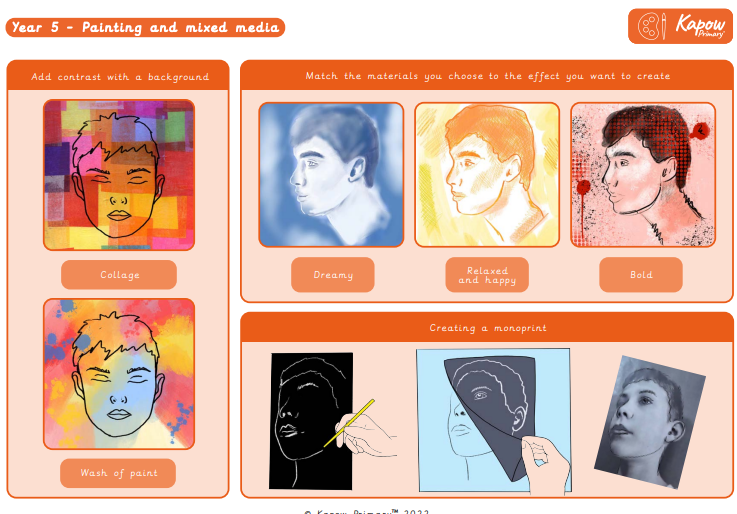 Year 5 - Painting and mixed media
Kapow
Primary
Add contrast with a background
Collage
Wash of paint
Match the materials you choose to the effect you want to create
Dreamy
Relaxed
and happy
Bold
Creating a monoprint
© Kapow Primary™ 2022